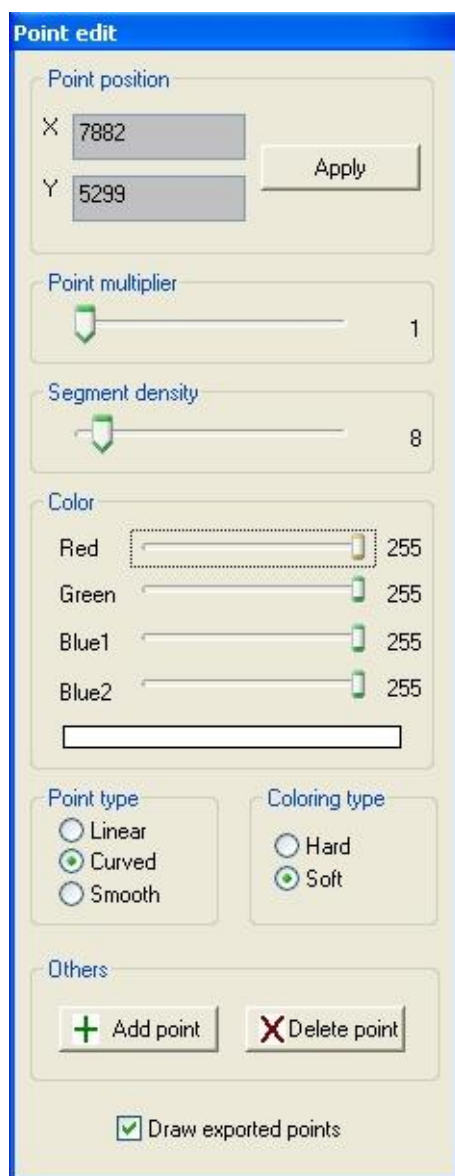 Point edit
Point position
X 7882
Apply
Y 5299
Point multiplier
1
Segment density
8
Color
Red 255
Green 255
Blue1 255
Blue2 255
Point type
Linear
Curved
Smooth
Coloring type
Hard
Soft
Others
Add point
Delete point
Draw exported points